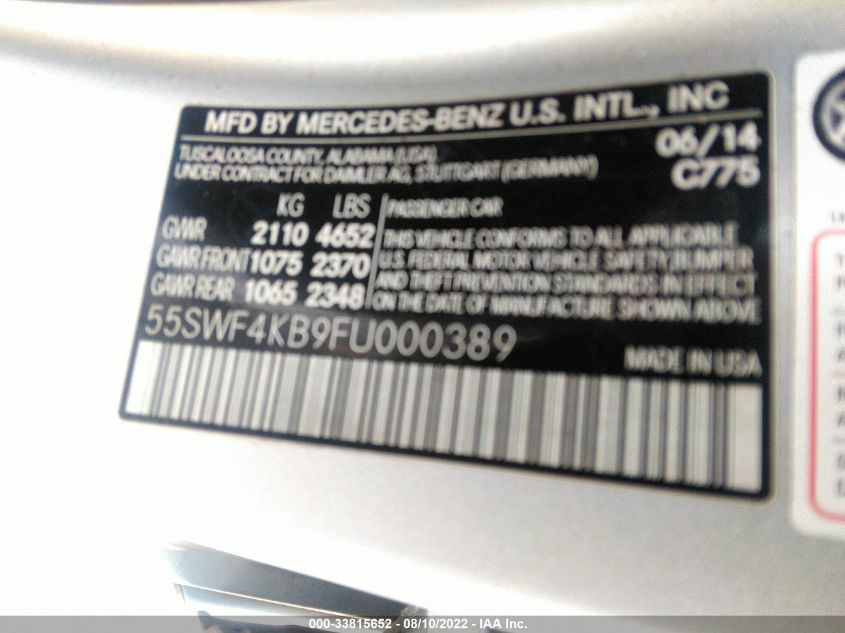 MFD BY MERCEDES-BENZ U.S. INTL., INC
TUSCALOOSA COUNTY, ALABAMA (USA) 06/14
UNDER CONTRACT FOR DAIMLER AG, STUTTGART (GERMANY) C775
KG LBS PASSENGER CAR
GVWR 2110 4652 THIS VEHICLE CONFORMS TO ALL APPLICABLE
GAWR FRONT 1075 2370 U.S. FEDERAL MOTOR VEHICLE SAFETY, BUMPER
GAWR REAR 1065 2348 AND THEFT PREVENTION STANDARDS IN EFFECT
ON THE DATE OF MANUFACTURE SHOWN ABOVE
55SWF4KB9FU000389
MADE IN USA
000-33815652 - 08/10/2022 - IAA Inc.